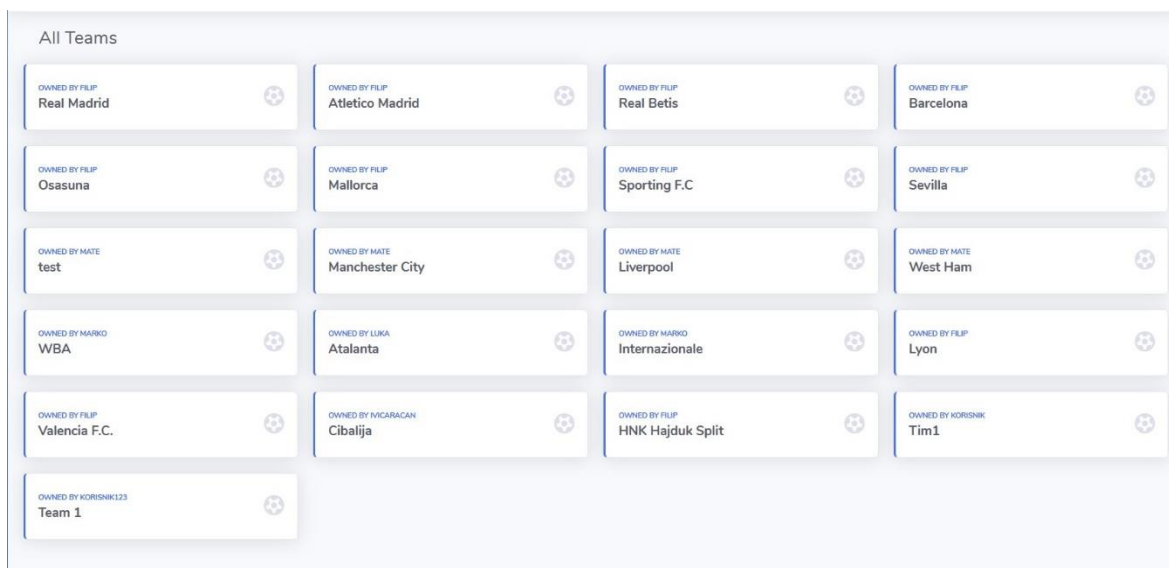 All Teams
OWNED BY FILIP
Real Madrid
OWNED BY FILIP
Atletico Madrid
OWNED BY FILIP
Real Betis
OWNED BY FILIP
Barcelona
OWNED BY FILIP
Osasuna
OWNED BY FILIP
Mallorca
OWNED BY FILIP
Sporting F.C
OWNED BY FILIP
Sevilla
OWNED BY MATE
test
OWNED BY MATE
Manchester City
OWNED BY MATE
Liverpool
OWNED BY MATE
West Ham
OWNED BY MARKO
WBA
OWNED BY LUKA
Atalanta
OWNED BY MARKO
Internazionale
OWNED BY FILIP
Lyon
OWNED BY FILIP
Valencia F.C.
OWNED BY IVICARACAN
Cibalija
OWNED BY FILIP
HNK Hajduk Split
OWNED BY KORISNIK
Tim1
OWNED BY KORISNIK123
Team 1